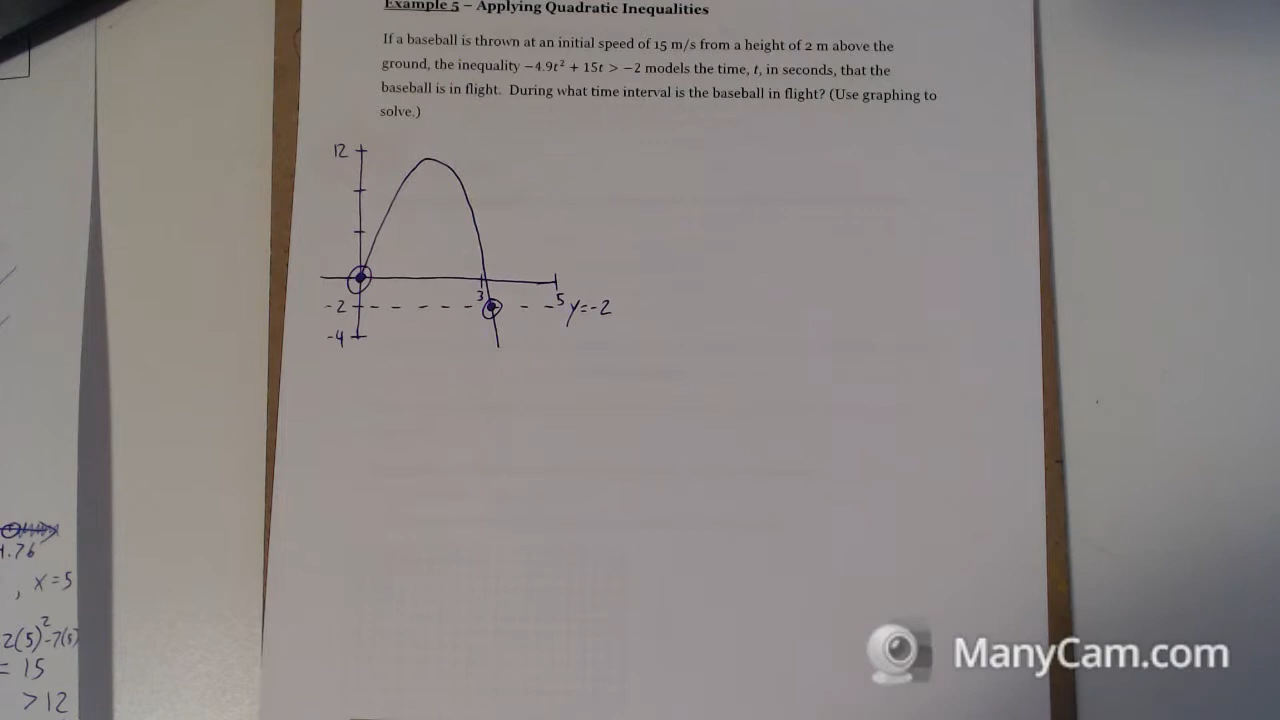 Example 5 – Applying Quadratic Inequalities
If a baseball is thrown at an initial speed of 15 m/s from a height of 2 m above the
ground, the inequality −4.9t² + 15t > −2 models the time, t, in seconds, that the
baseball is in flight. During what time interval is the baseball in flight? (Use graphing to
solve.)
12
3
5
-2
y=-2
-4
4.76
, x=5
2(5)²-7(5)
= 15
>12
ManyCam.com